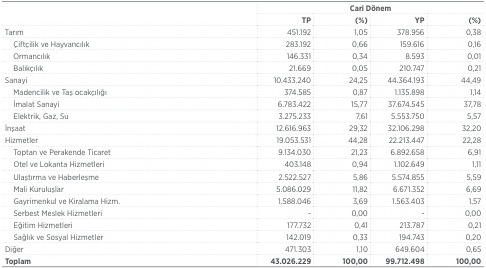 Cari Dönem
TP (%) YP (%)
Tarım 451.192 1,05 378.956 0,38
Çiftçilik ve Hayvancılık 283.192 0,66 159.616 0,16
Ormancılık 146.331 0,34 8.593 0,01
Balıkçılık 21.669 0,05 210.747 0,21
Sanayi 10.433.240 24,25 44.364.193 44,49
Madencilik ve Taş ocakçılığı 374.585 0,87 1.135.898 1,14
İmalat Sanayi 6.783.422 15,77 37.674.545 37,78
Elektrik, Gaz, Su 3.275.233 7,61 5.553.750 5,57
İnşaat 12.616.963 29,32 32.106.298 32,20
Hizmetler 19.053.531 44,28 22.213.447 22,28
Toptan ve Perakende Ticaret 9.134.030 21,23 6.892.658 6,91
Otel ve Lokanta Hizmetleri 403.148 0,94 1.102.649 1,11
Ulaştırma ve Haberleşme 2.522.527 5,86 5.574.855 5,59
Mali Kuruluşlar 5.086.029 11,82 6.671.352 6,69
Gayrimenkul ve Kiralama Hizm. 1.588.046 3,69 1.563.403 1,57
Serbest Meslek Hizmetleri - 0,00 - 0,00
Eğitim Hizmetleri 177.732 0,41 213.787 0,21
Sağlık ve Sosyal Hizmetler 142.019 0,33 194.743 0,20
Diğer 471.303 1,10 649.604 0,65
Toplam 43.026.229 100,00 99.712.498 100,00